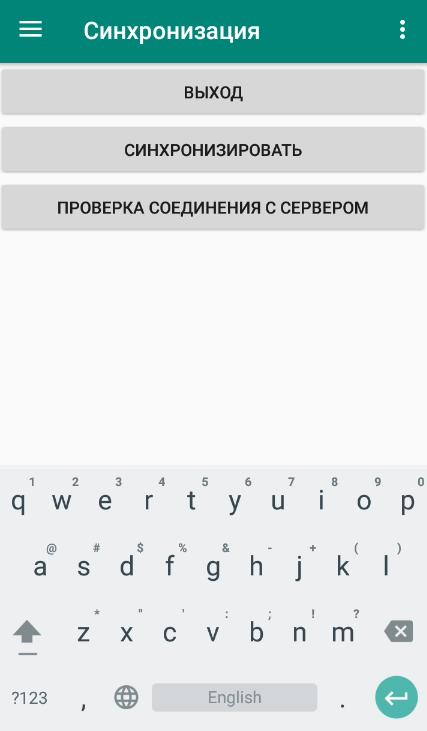 Синхронизация
ВЫХОД
СИНХРОНИЗИРОВАТЬ
ПРОВЕРКА СОЕДИНЕНИЯ С СЕРВЕРОМ
1 2 3 4 5 6 7 8 9 0
q w e r t y u i o p
@ # $ % & - + ( )
a s d f g h j k l
* " ' : ; ! ?
z x c v b n m
?123 , English .